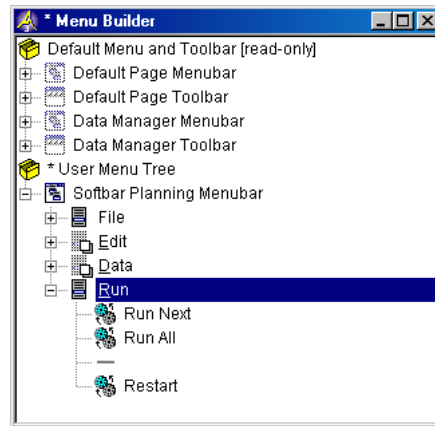 * Menu Builder
Default Menu and Toolbar [read-only]
Default Page Menubar
Default Page Toolbar
Data Manager Menubar
Data Manager Toolbar
* User Menu Tree
Softbar Planning Menubar
File
Edit
Data
Run
Run Next
Run All
Restart